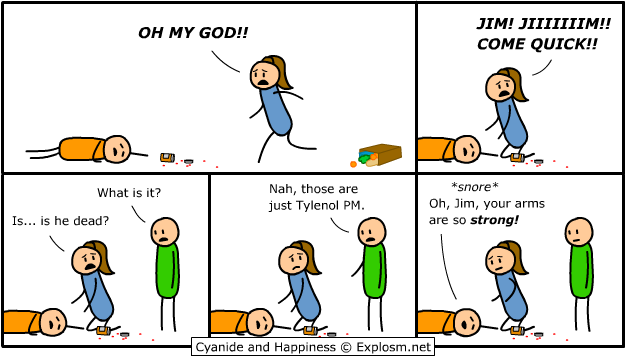 OH MY GOD!!
JIM! JIIIIIIIM!!
COME QUICK!!
Is... is he dead?
What is it?
Nah, those are
just Tylenol PM.
*snore*
Oh, Jim, your arms
are so strong!
Cyanide and Happiness © Explosm.net